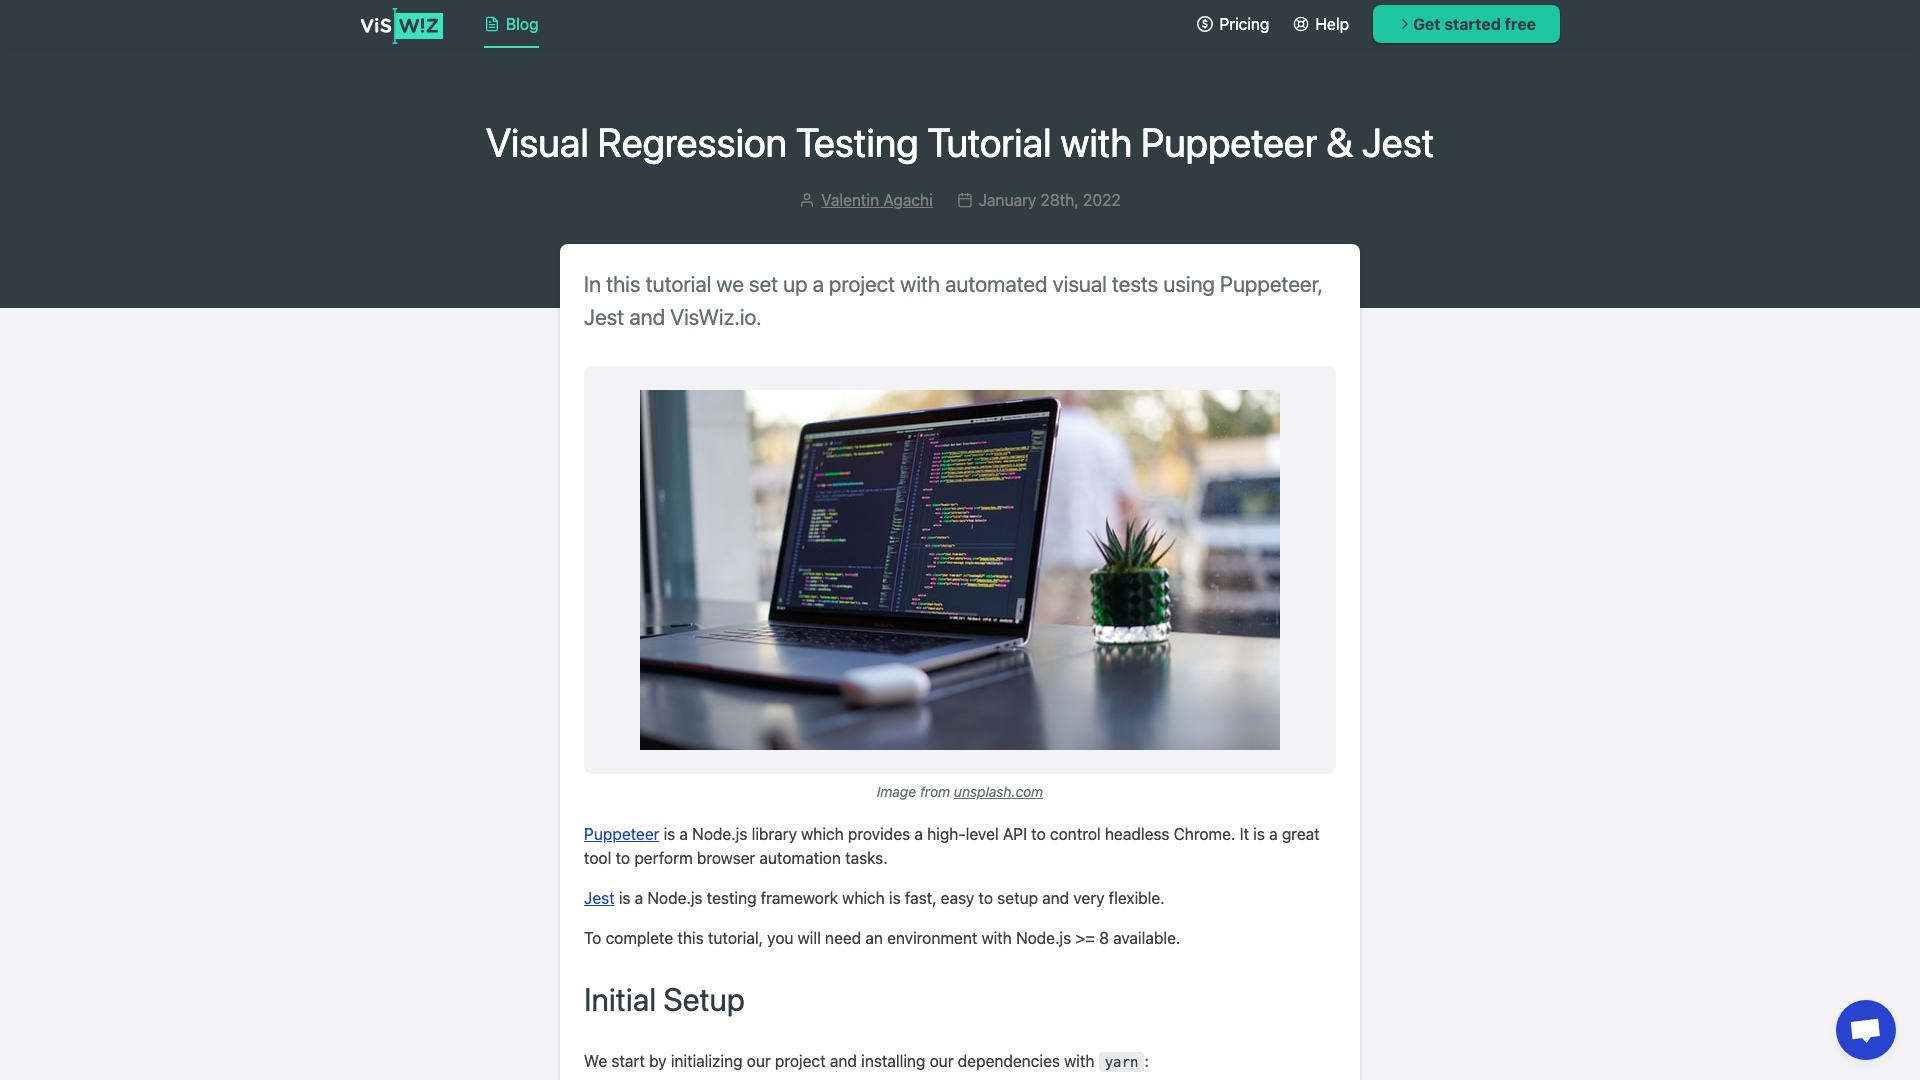 VisW!Z
Blog
Pricing
Help
Get started free
Visual Regression Testing Tutorial with Puppeteer & Jest
Valentin Agachi
January 28th, 2022
In this tutorial we set up a project with automated visual tests using Puppeteer,
Jest and VisWiz.io.
Image from unsplash.com
Puppeteer is a Node.js library which provides a high-level API to control headless Chrome. It is a great
tool to perform browser automation tasks.
Jest is a Node.js testing framework which is fast, easy to setup and very flexible.
To complete this tutorial, you will need an environment with Node.js >= 8 available.
Initial Setup
We start by initializing our project and installing our dependencies with yarn: